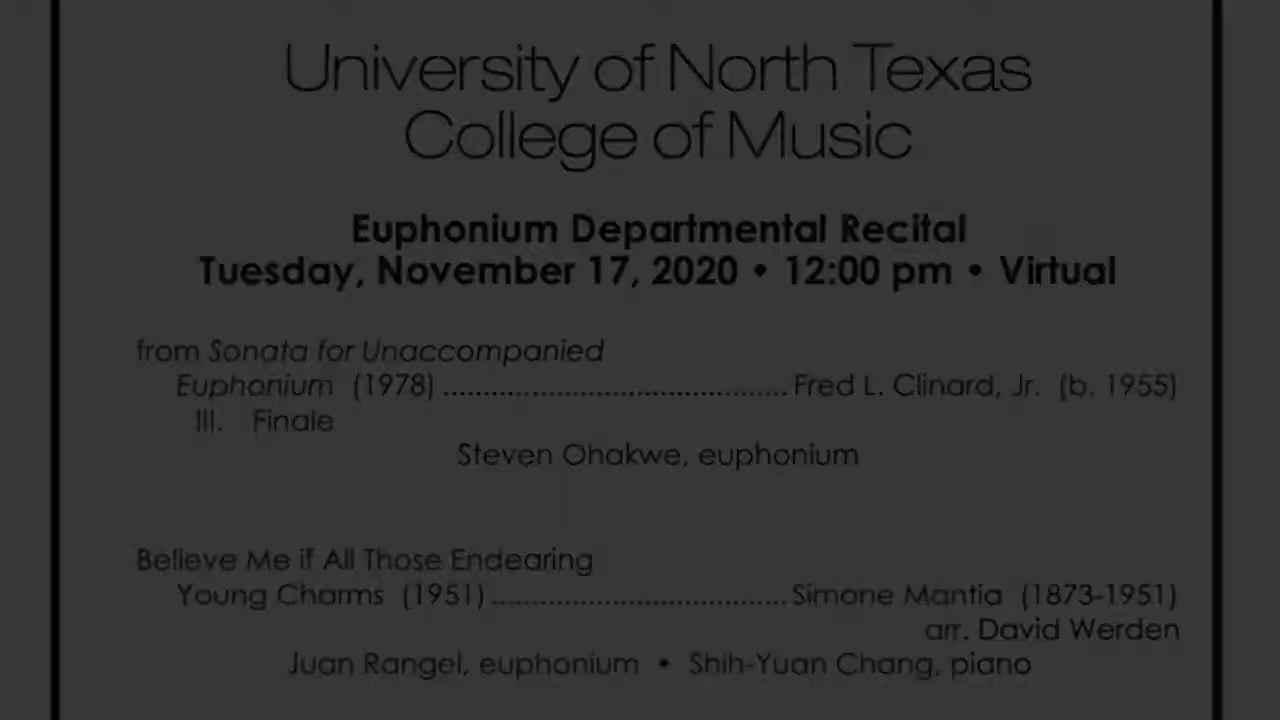 University of North Texas
College of Music
Euphonium Departmental Recital
Tuesday, November 17, 2020 • 12:00 pm • Virtual
from Sonata for Unaccompanied
Euphonium (1978) ........................................ Fred L. Clinard, Jr. (b. 1955)
III. Finale
Steven Ohakwe, euphonium
Believe Me if All Those Endearing
Young Charms (1951) ..................................... Simone Mantia (1873-1951)
arr. David Werden
Juan Rangel, euphonium • Shih-Yuan Chang, piano